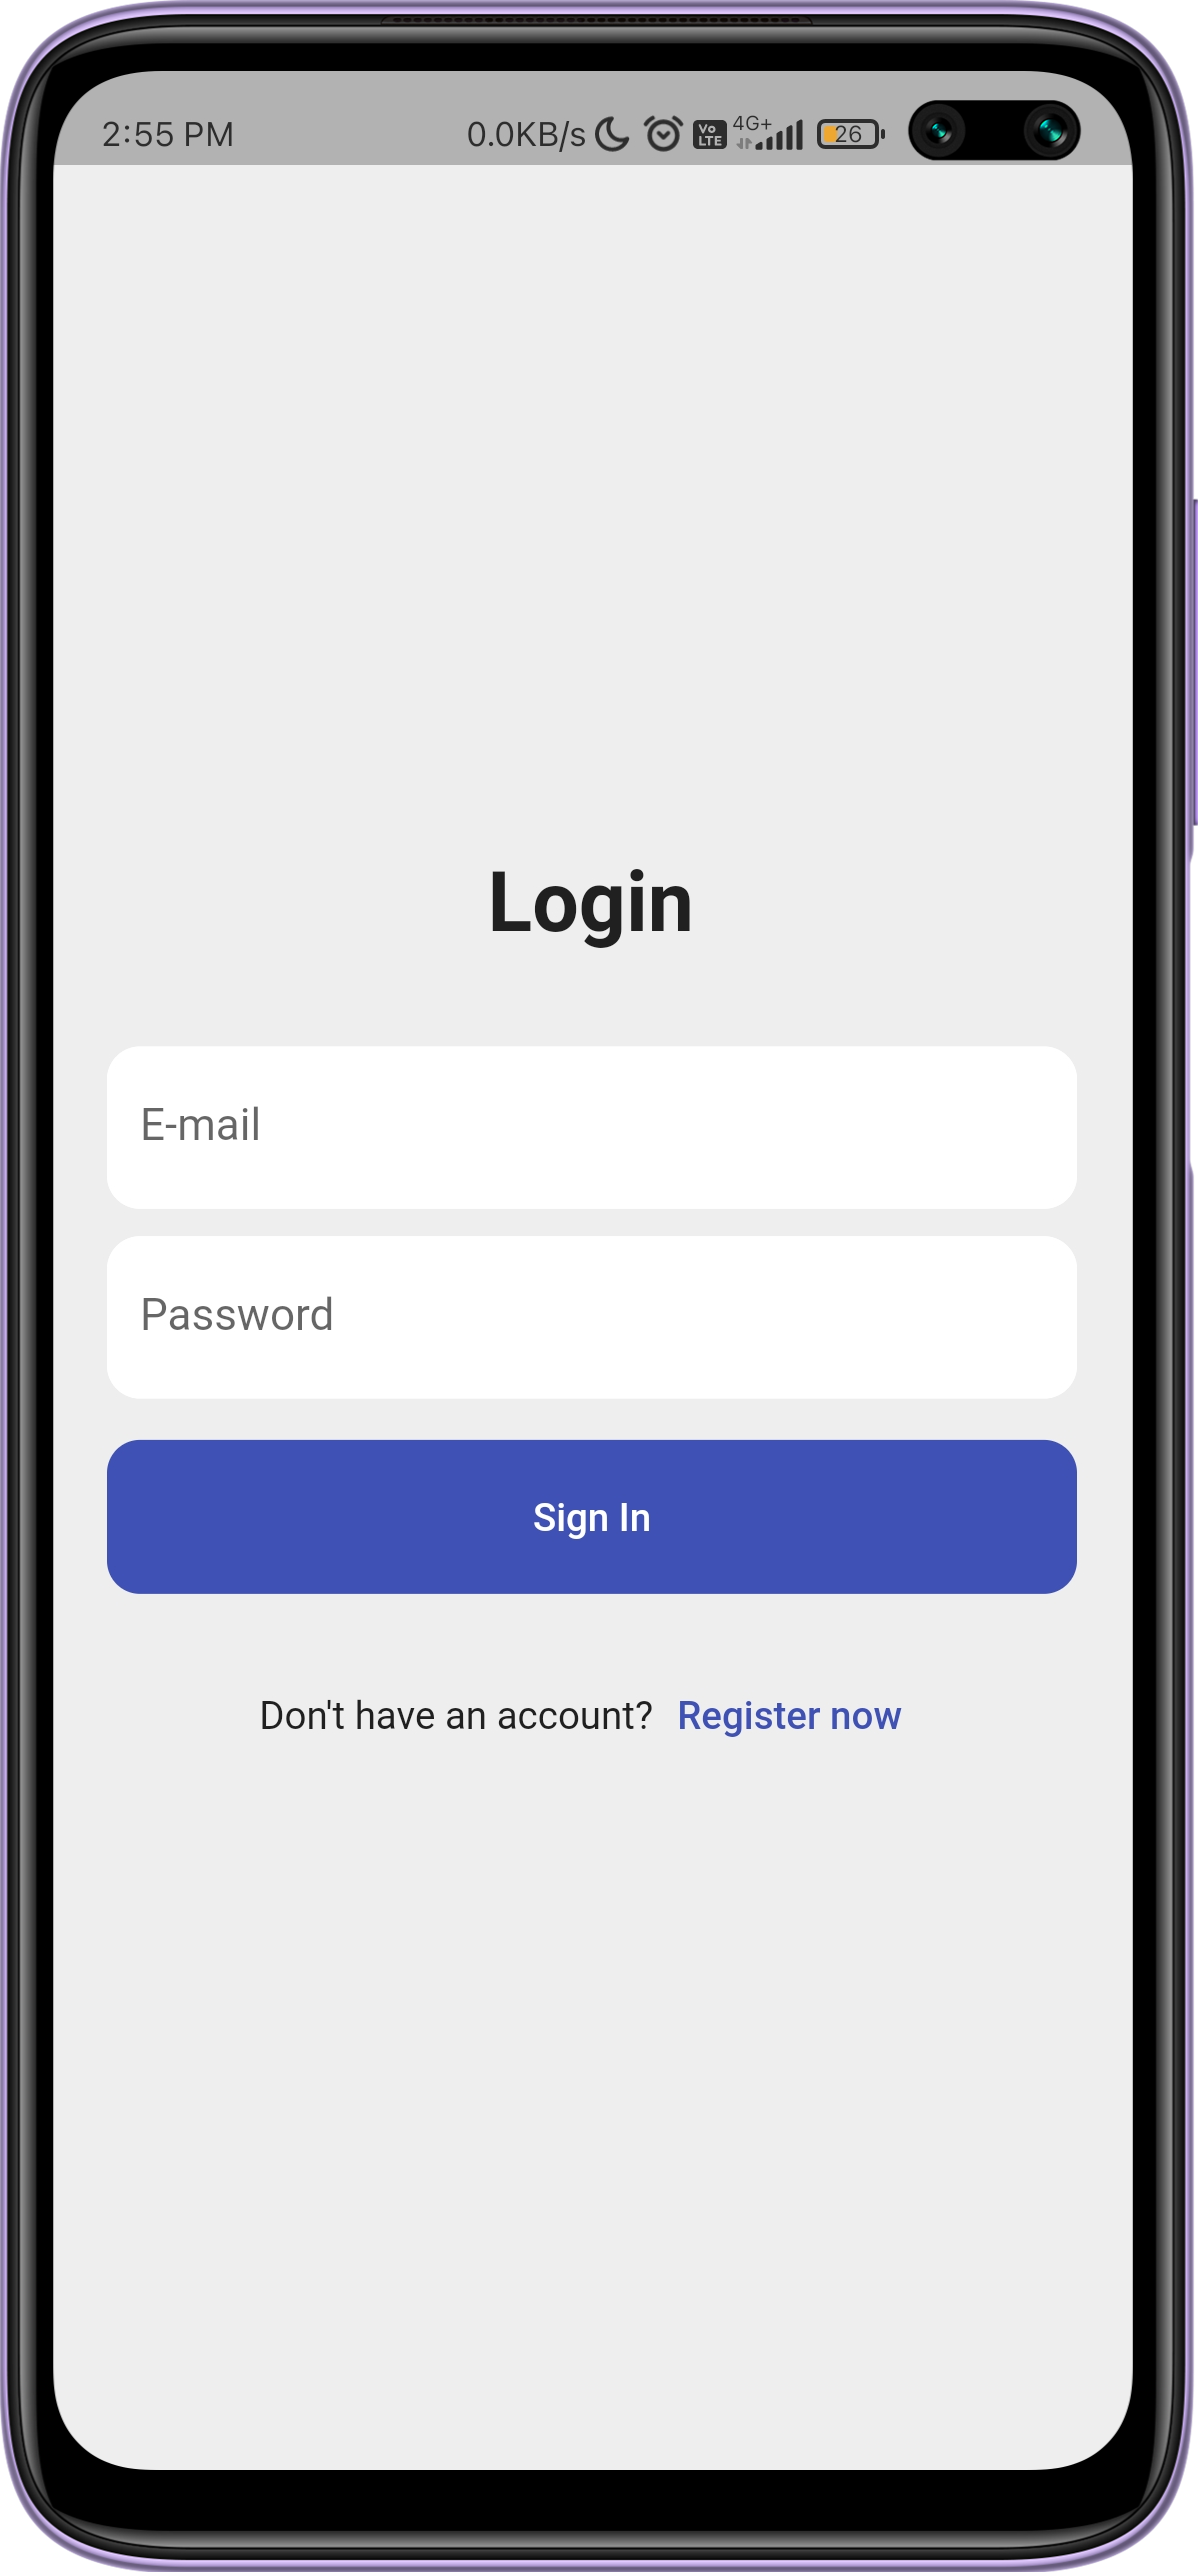 2:55 PM 0.0KB/s Vo LTE 4G+ 26
Login
E-mail
Password
Sign In
Don't have an account? Register now